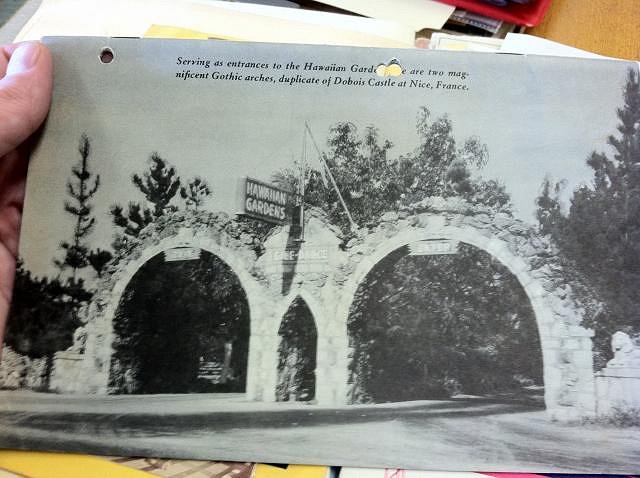 Serving as entrances to the Hawaiian are two mag-
nificent Gothic arches, duplicate of Dobois Castle at Nice, France.
HAWAIIAN
GARDENS